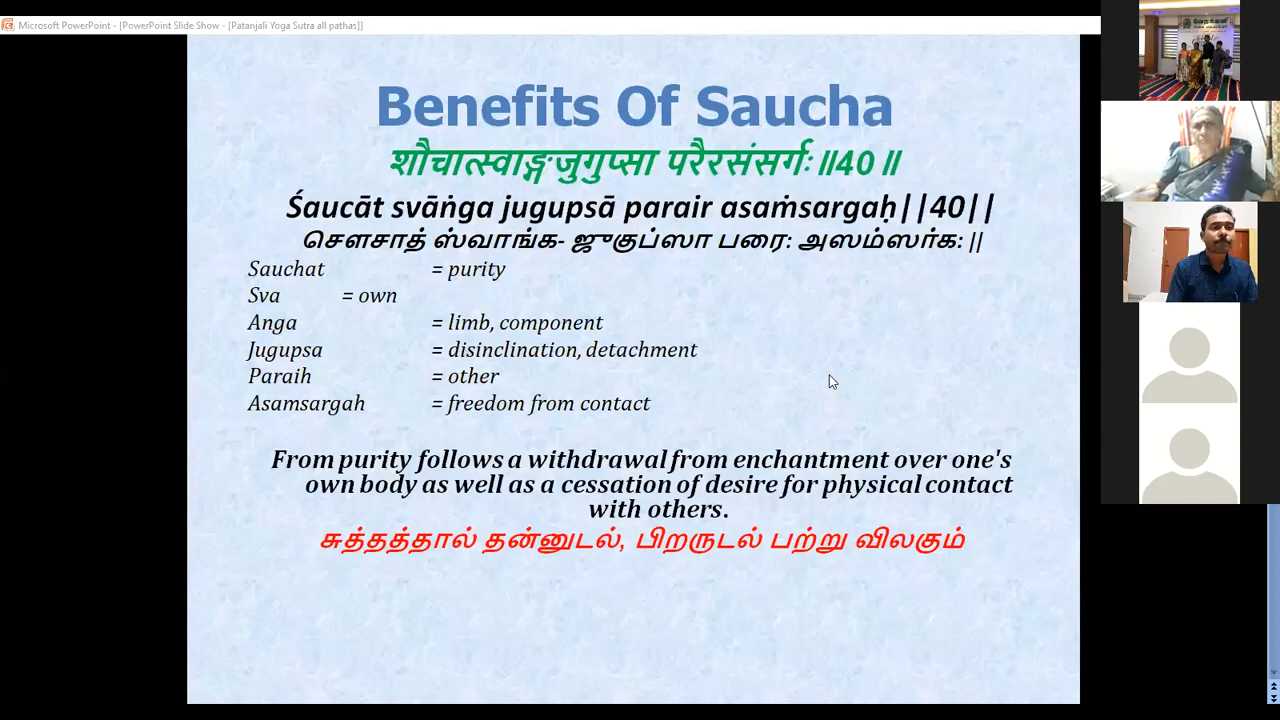 Microsoft PowerPoint - [PowerPoint Slide Show - [Patanjali Yoga Sutra all pathas]]
Benefits Of Saucha
शौचात्स्वाङ्गजुगुप्सा परैरसंसर्गः ॥40॥
Śaucāt svāṅga jugupsā parair asaṁsargaḥ||40||
சௌசாத் ஸ்வாங்க- ஜுகுப்ஸா பரை: அஸம்ஸர்க: ||
Sauchat = purity
Sva = own
Anga = limb, component
Jugupsa = disinclination, detachment
Paraih = other
Asamsargah = freedom from contact
From purity follows a withdrawal from enchantment over one's
own body as well as a cessation of desire for physical contact
with others.
சுத்தத்தால் தன்னுடல், பிறருடல் பற்று விலகும்